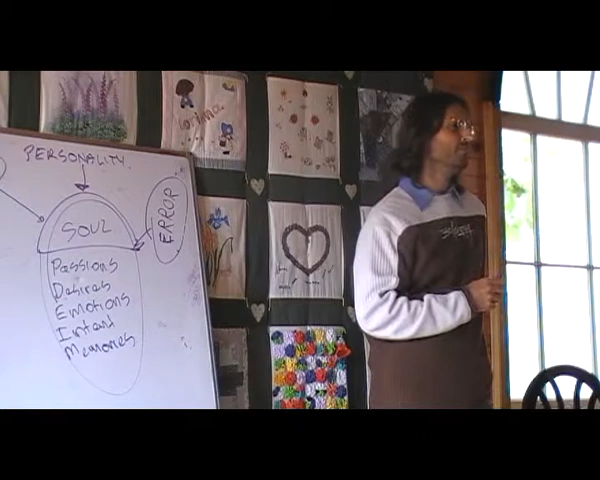 PERSONALITY
SOUL
ERROR
Passions
Desires
Emotions
Intent
Memories